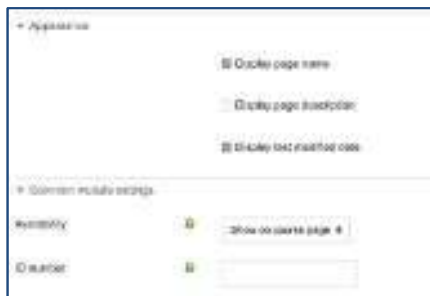 Appearance
Display page name
Display page description
Display last modified date
Common module settings
Availability
Show on course page
ID number